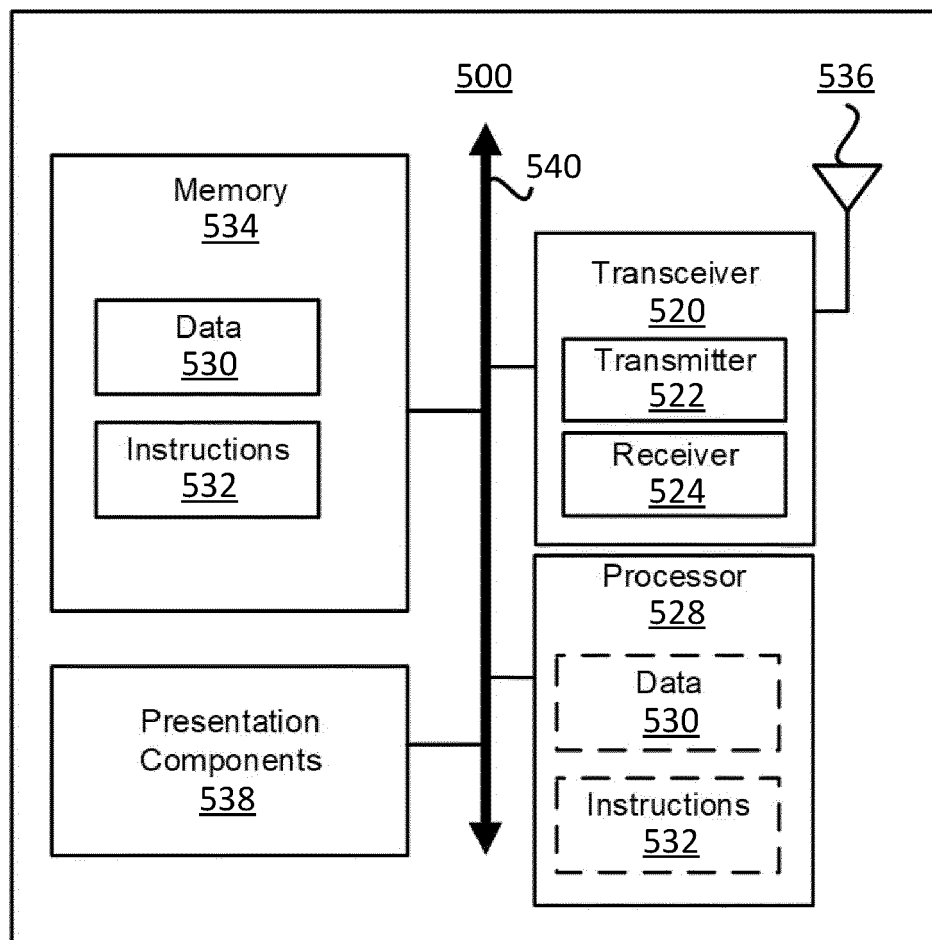 500
536
540
Memory
534
Data
530
Instructions
532
Transceiver
520
Transmitter
522
Receiver
524
Presentation
Components
538
Processor
528
Data
530
Instructions
532